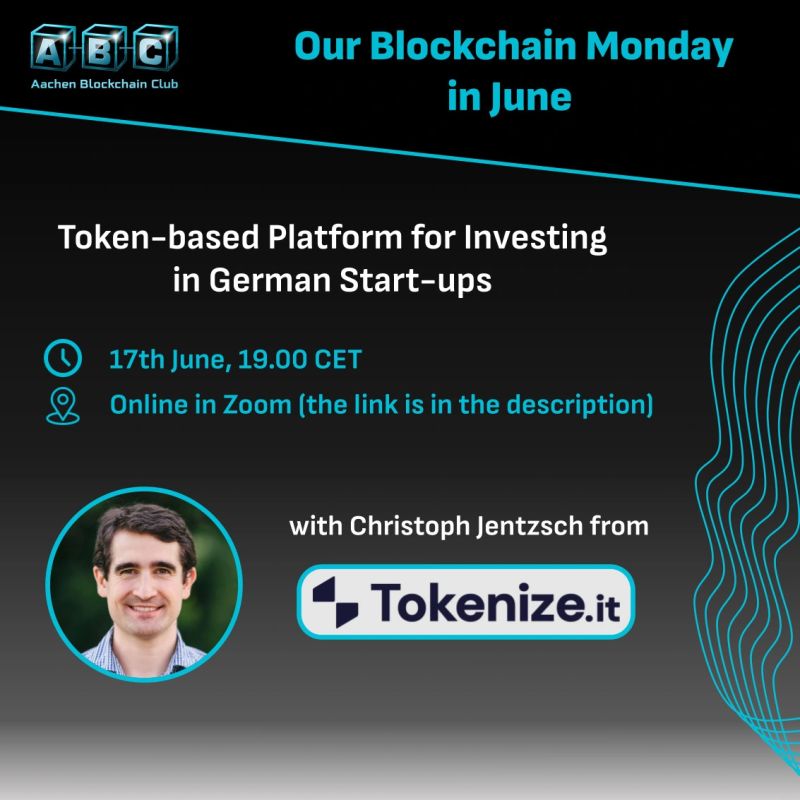 A-B-C
Aachen Blockchain Club
Our Blockchain Monday
in June
Token-based Platform for Investing
in German Start-ups
17th June, 19.00 CET
Online in Zoom (the link is in the description)
with Christoph Jentzsch from
Tokenize.it